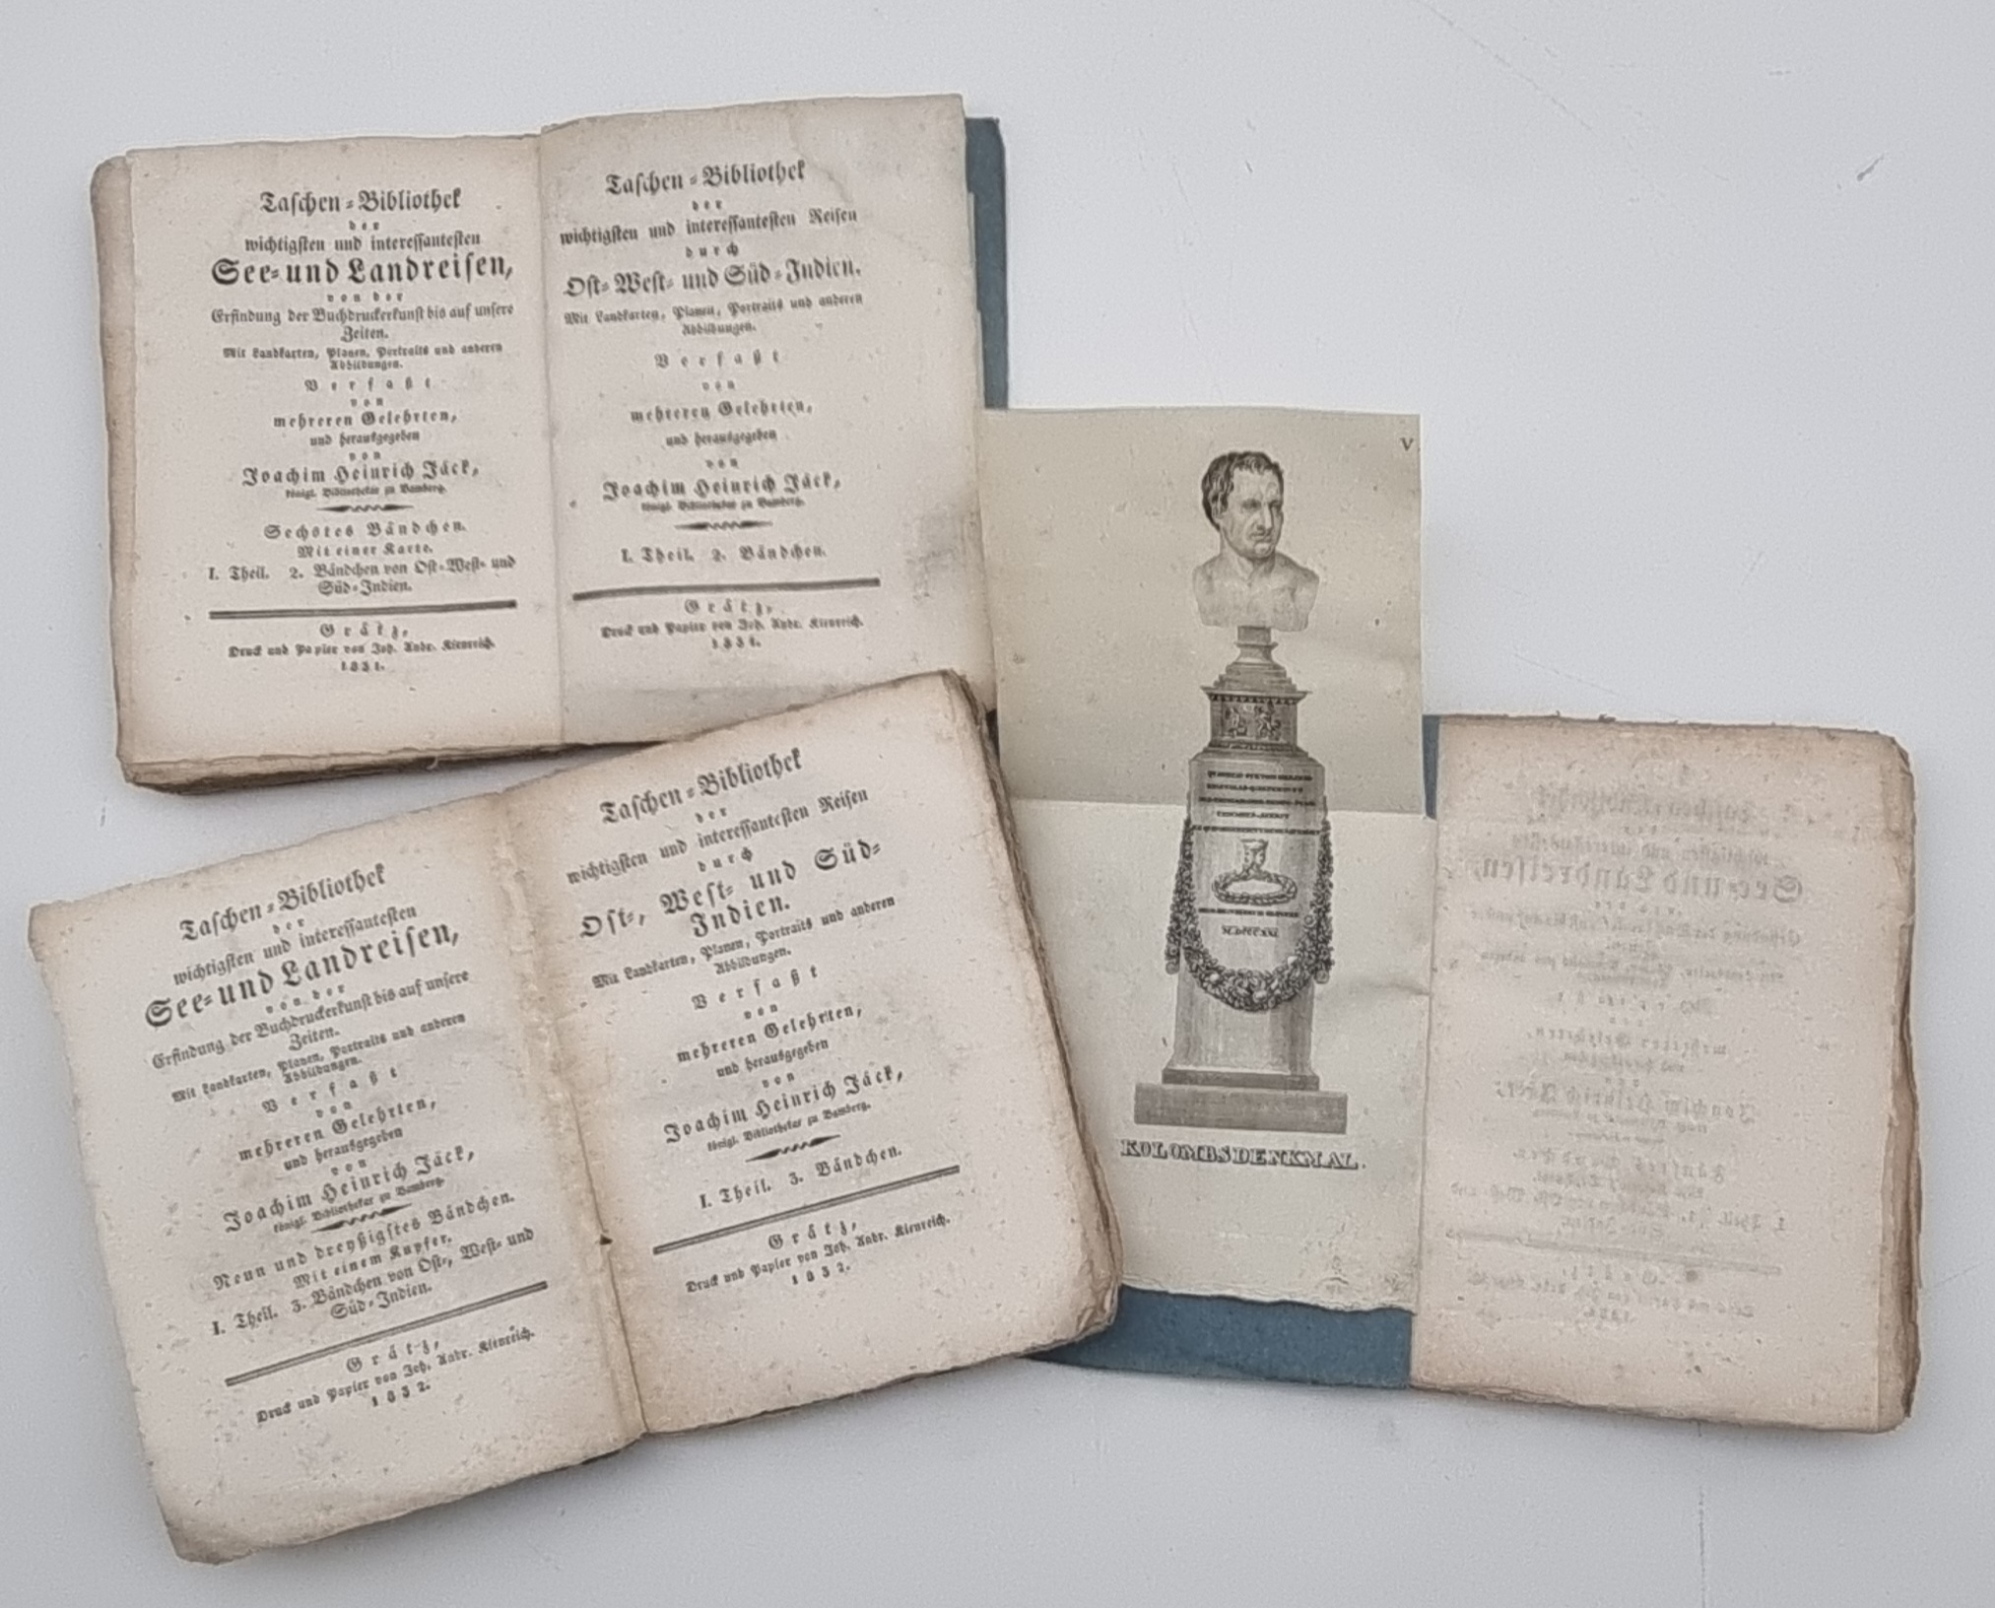 Taschen-Bibliothek
der
wichtigsten und interessantesten
See- und Landreisen,
von der
Erfindung der Buchdruckerkunst bis auf unsere
Zeiten.
Mit Landkarten, Planen, Portraits und anderen
Abbildungen.
Verfaßt
von
mehreren Gelehrten,
und herausgegeben
von
Joachim Heinrich Jäck,
königl. Bibliothekar zu Bamberg.
Sechstes Bändchen.
Mit einer Karte.
I. Theil. 2. Bändchen von Ost- West- und
Süd-Indien.
Grätz,
Druck und Papier von Joh. Andr. Kienreich.
1831.
Taschen-Bibliothek
der
wichtigsten und interessantesten Reisen
durch
Ost- West- und Süd-Indien.
Mit Landkarten, Planen, Portraits und anderen
Abbildungen.
Verfaßt
von
mehreren Gelehrten,
und herausgegeben
von
Joachim Heinrich Jäck,
königl. Bibliothekar zu Bamberg.
I. Theil. 2. Bändchen.
Grätz,
Druck und Papier von Joh. Andr. Kienreich.
1831.
Taschen-Bibliothek
der
wichtigsten und interessantesten
See- und Landreisen,
von der
Erfindung der Buchdruckerkunst bis auf unsere
Zeiten.
Mit Landkarten, Planen, Portraits und anderen
Abbildungen.
Verfaßt
von
mehreren Gelehrten,
und herausgegeben
von
Joachim Heinrich Jäck,
königl. Bibliothekar zu Bamberg.
Neun und dreyßigstes Bändchen.
Mit einem Kupfer.
I. Theil. 3. Bändchen von Ost-, West- und
Süd-Indien.
Grätz,
Druck und Papier von Joh. Andr. Kienreich.
1832.
Taschen-Bibliothek
der
wichtigsten und interessantesten Reisen
durch
Ost-, West- und Süd-
Indien.
Mit Landkarten, Planen, Portraits und anderen
Abbildungen.
Verfaßt
von
mehreren Gelehrten,
und herausgegeben
von
Joachim Heinrich Jäck,
königl. Bibliothekar zu Bamberg.
I. Theil. 3. Bändchen.
Grätz,
Druck und Papier von Joh. Andr. Kienreich.
1832.
V
KOLOMBSDENKMAL.